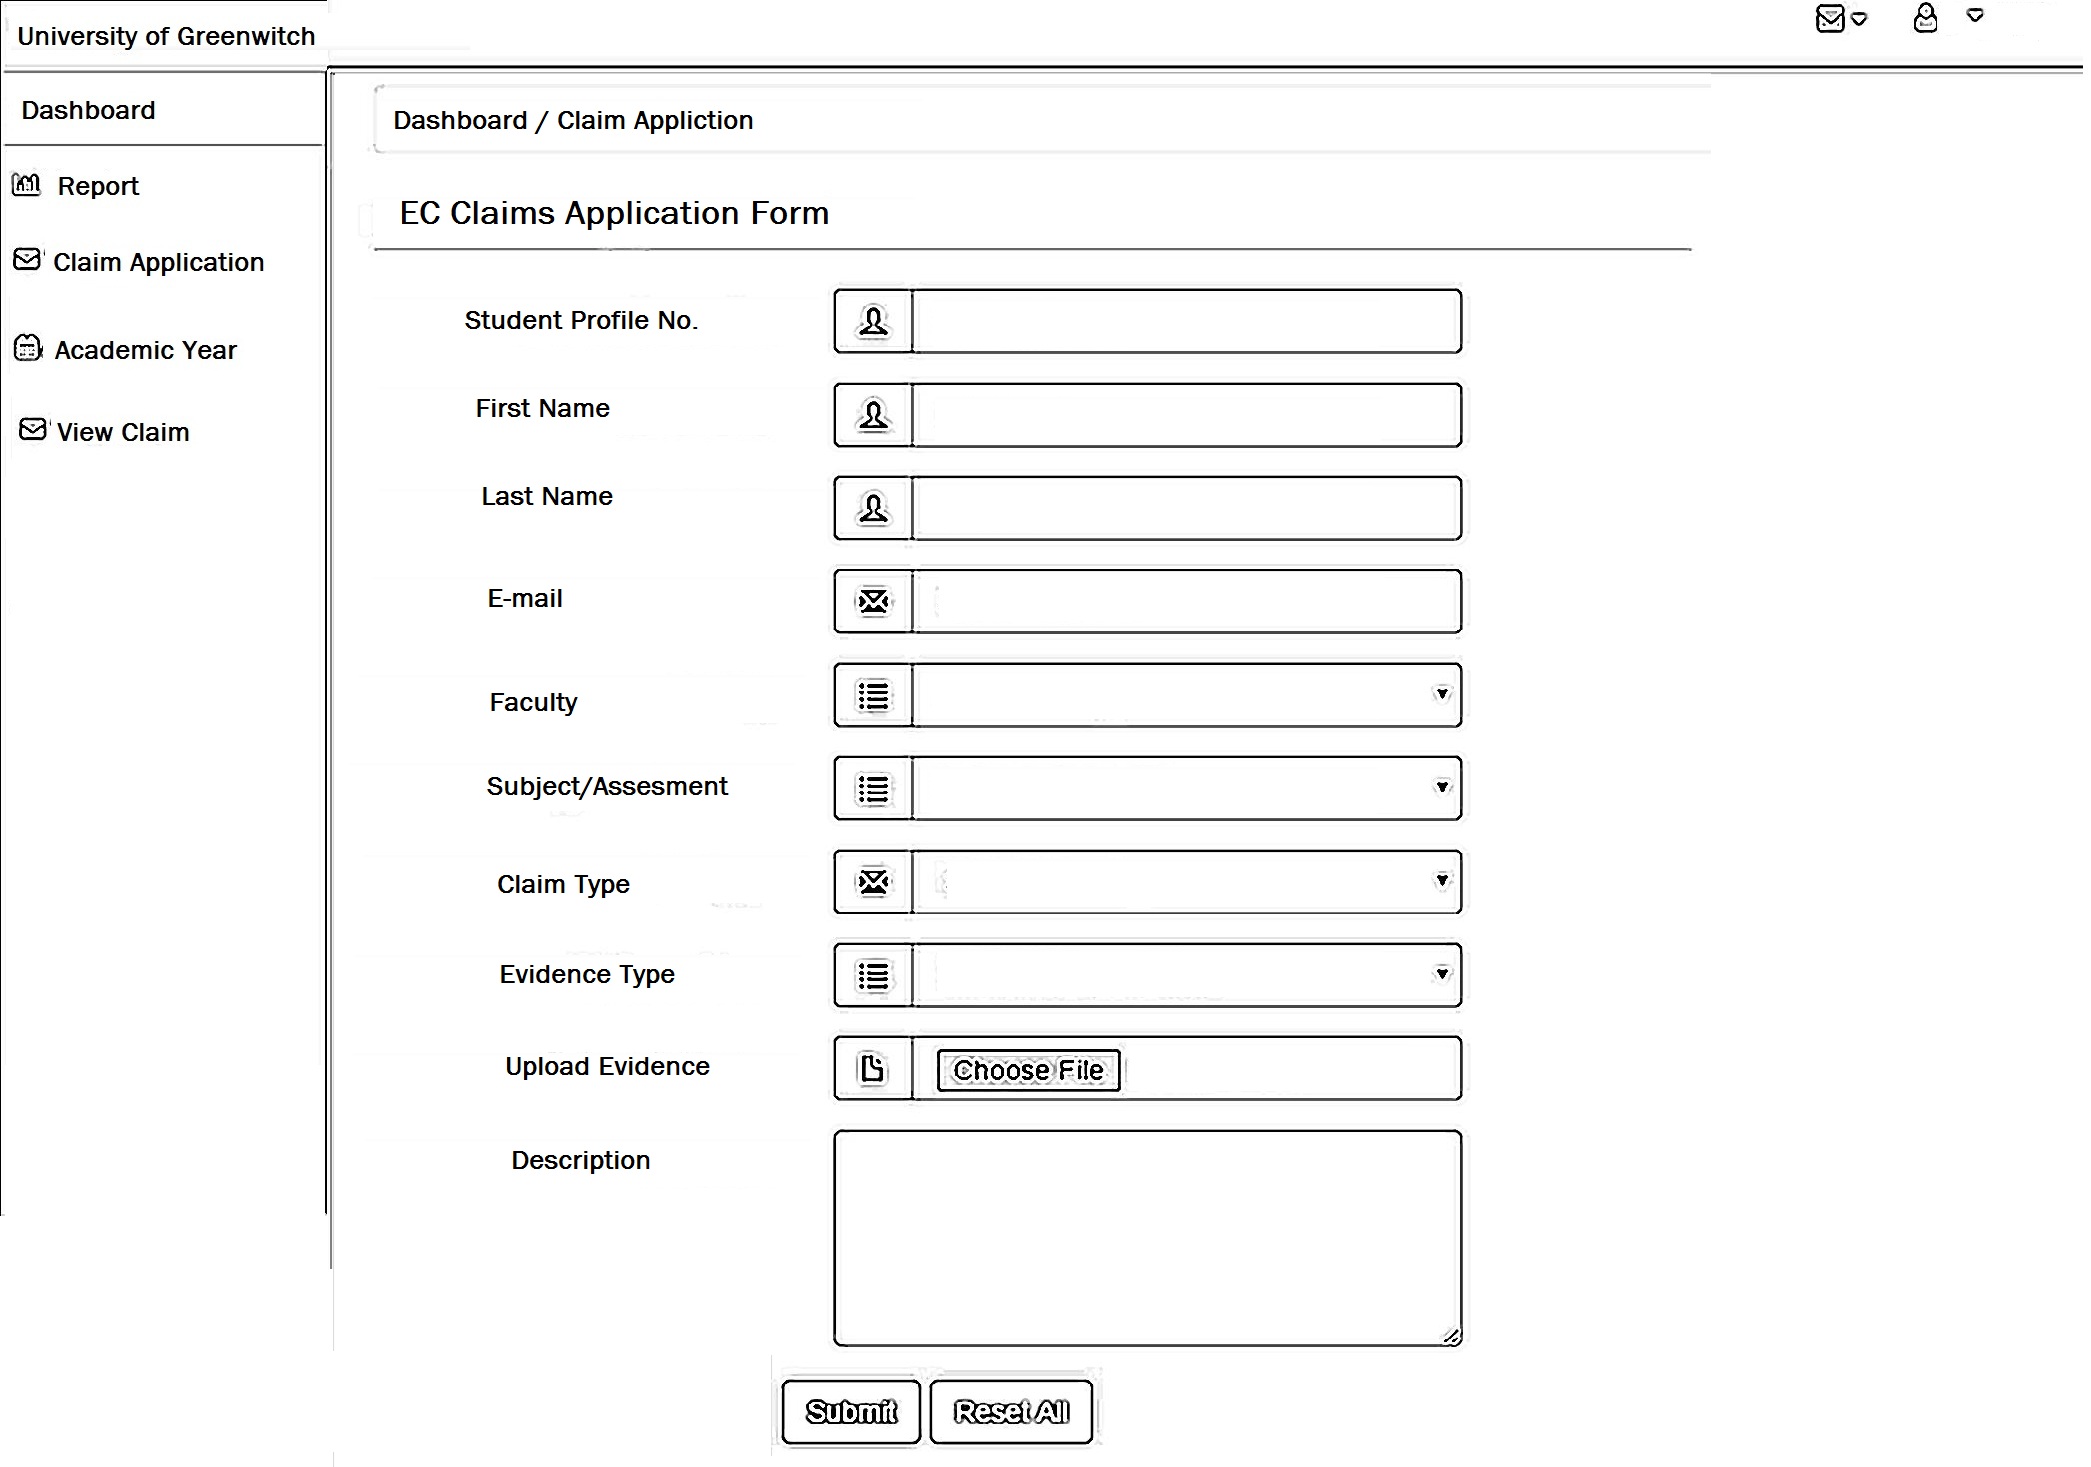 University of Greenwitch
Dashboard
Report
Claim Application
Academic Year
View Claim
Dashboard / Claim Appliction
EC Claims Application Form
Student Profile No.
First Name
Last Name
E-mail
Faculty
Subject/Assesment
Claim Type
Evidence Type
Upload Evidence
Choose File
Description
Submit
Reset All